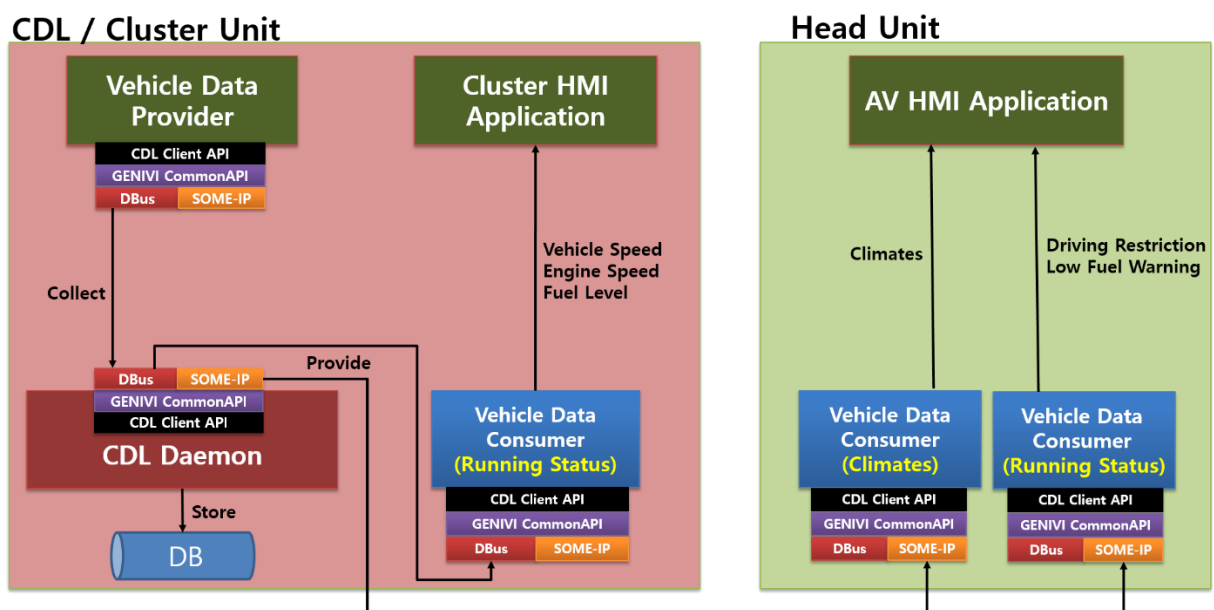 CDL / Cluster Unit
Vehicle Data
Provider
CDL Client API
GENIVI CommonAPI
DBus
SOME-IP
Collect
DBus
SOME-IP
GENIVI CommonAPI
CDL Client API
CDL Daemon
Store
DB
Provide
Cluster HMI
Application
Vehicle Speed
Engine Speed
Fuel Level
Vehicle Data
Consumer
(Running Status)
CDL Client API
GENIVI CommonAPI
DBus
SOME-IP
Head Unit
AV HMI Application
Climates
Driving Restriction
Low Fuel Warning
Vehicle Data
Consumer
(Climates)
CDL Client API
GENIVI CommonAPI
DBus
SOME-IP
Vehicle Data
Consumer
(Running Status)
CDL Client API
GENIVI CommonAPI
DBus
SOME-IP